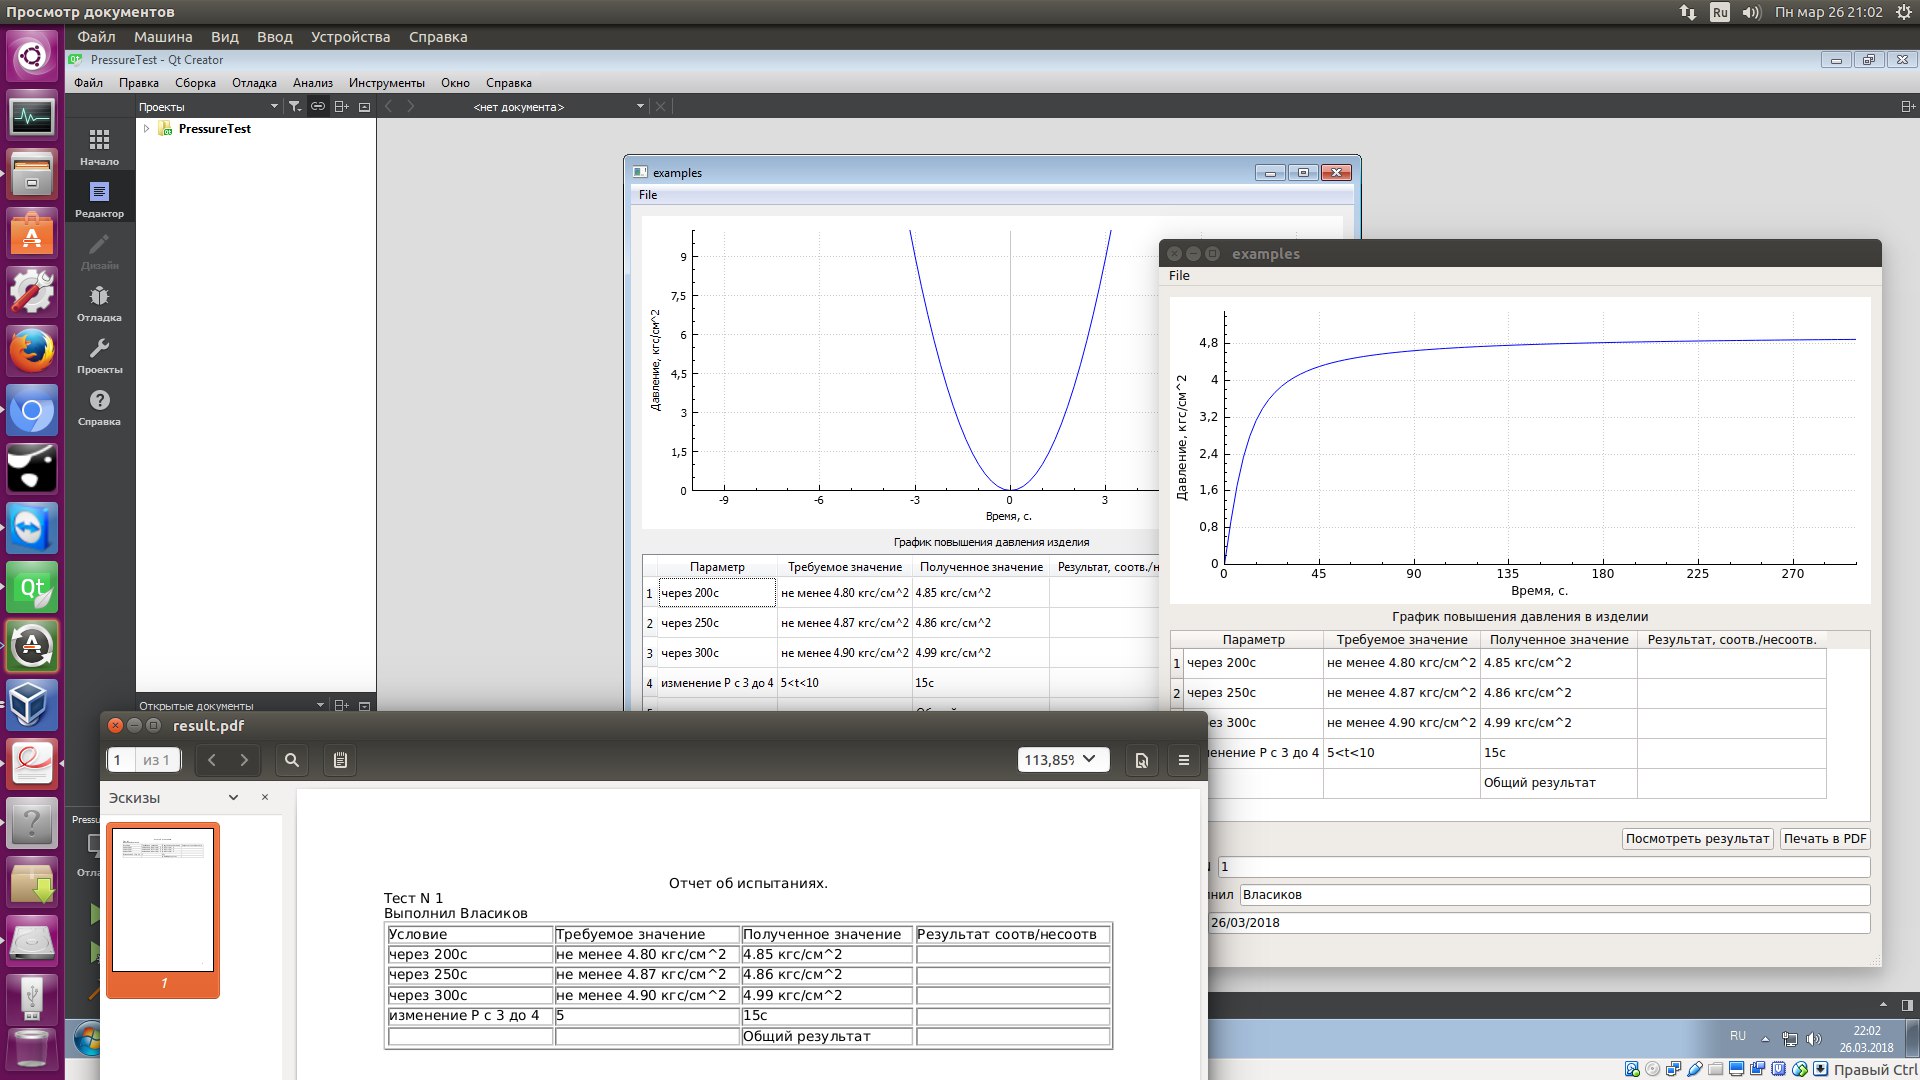 Просмотр документов
Ru
Пн мар 26 21:02
Файл Машина Вид Ввод Устройства Справка
PressureTest - Qt Creator
Файл Правка Сборка Отладка Анализ Инструменты Окно Справка
Проекты
<нет документа>
PressureTest
Начало
Редактор
Дизайн
Отладка
Проекты
Справка
Открытые документы
examples
File
Давление, кгс/см^2
9
7,5
6
4,5
3
1,5
0
-9 -6 -3 0 3
Время, с.
График повышения давления изделия
Параметр Требуемое значение Полученное значение Результат, соотв./н
1 через 200с не менее 4.80 кгс/см^2 4.85 кгс/см^2
2 через 250с не менее 4.87 кгс/см^2 4.86 кгс/см^2
3 через 300с не менее 4.90 кгс/см^2 4.99 кгс/см^2
4 изменение Р с 3 до 4 5<t<10 15с
examples
File
Давление, кгс/см^2
4,8
4
3,2
2,4
1,6
0,8
0
0 45 90 135 180 225 270
Время, с.
График повышения давления в изделии
Параметр Требуемое значение Полученное значение Результат, соотв./несоотв.
1 через 200с не менее 4.80 кгс/см^2 4.85 кгс/см^2
2 через 250с не менее 4.87 кгс/см^2 4.86 кгс/см^2
ез 300с не менее 4.90 кгс/см^2 4.99 кгс/см^2
енение Р с 3 до 4 5<t<10 15с
Общий результат
Посмотреть результат Печать в PDF
1
нил Власиков
26/03/2018
result.pdf
1 из 1
113,85%
Эскизы
1
Отчет об испытаниях.
Тест N 1
Выполнил Власиков
Условие Требуемое значение Полученное значение Результат соотв/несоотв
через 200с не менее 4.80 кгс/см^2 4.85 кгс/см^2
через 250с не менее 4.87 кгс/см^2 4.86 кгс/см^2
через 300с не менее 4.90 кгс/см^2 4.99 кгс/см^2
изменение Р с 3 до 4 5 15с
Общий результат
Pressu
Отла
RU
22:02
26.03.2018
Правый Ctrl